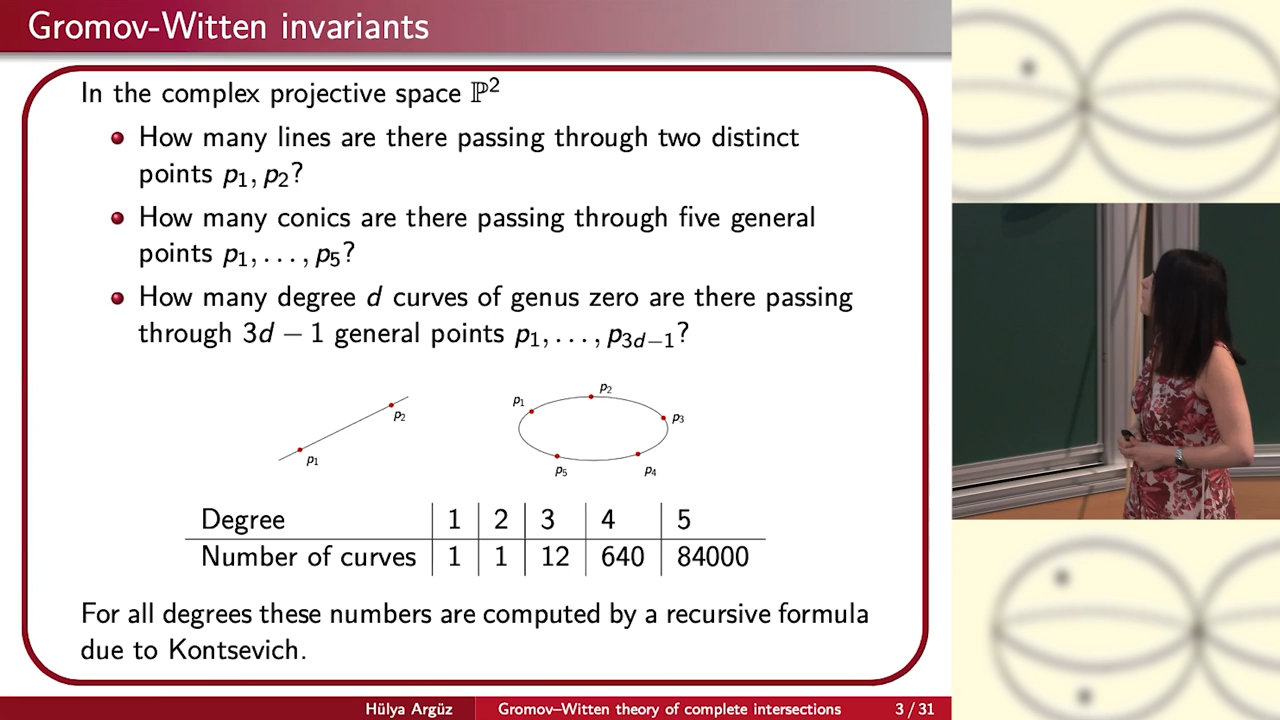 Gromov-Witten invariants
In the complex projective space ℙ²
How many lines are there passing through two distinct
points p₁, p₂?
How many conics are there passing through five general
points p₁, . . . , p₅?
How many degree d curves of genus zero are there passing
through 3d − 1 general points p₁, . . . , p₃d₋₁?
p₁
p₂
p₁
p₂
p₃
p₄
p₅
Degree 1 2 3 4 5
Number of curves 1 1 12 640 84000
For all degrees these numbers are computed by a recursive formula
due to Kontsevich.
Hülya Argüz Gromov–Witten theory of complete intersections 3 / 31